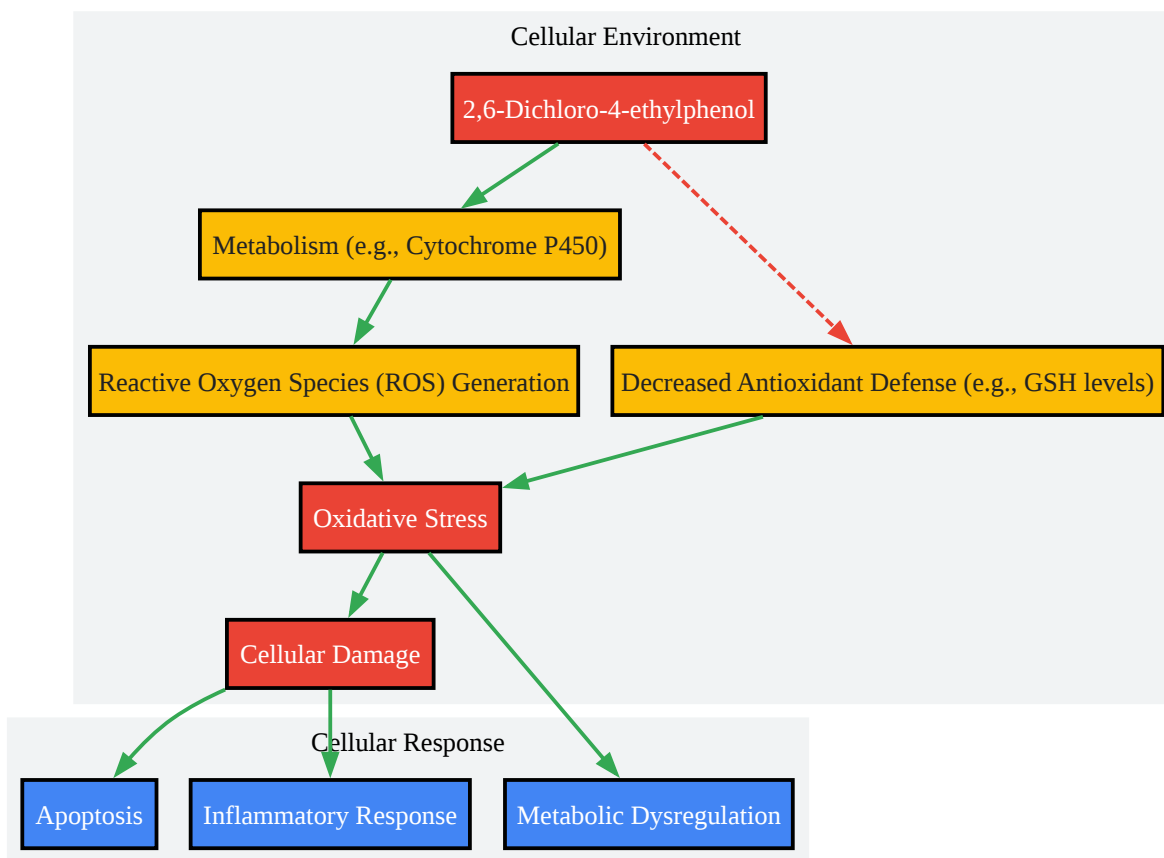 Cellular Environment
2,6-Dichloro-4-ethylphenol
Metabolism (e.g., Cytochrome P450)
Reactive Oxygen Species (ROS) Generation
Decreased Antioxidant Defense (e.g., GSH levels)
Oxidative Stress
Cellular Damage
Cellular Response
Apoptosis
Inflammatory Response
Metabolic Dysregulation